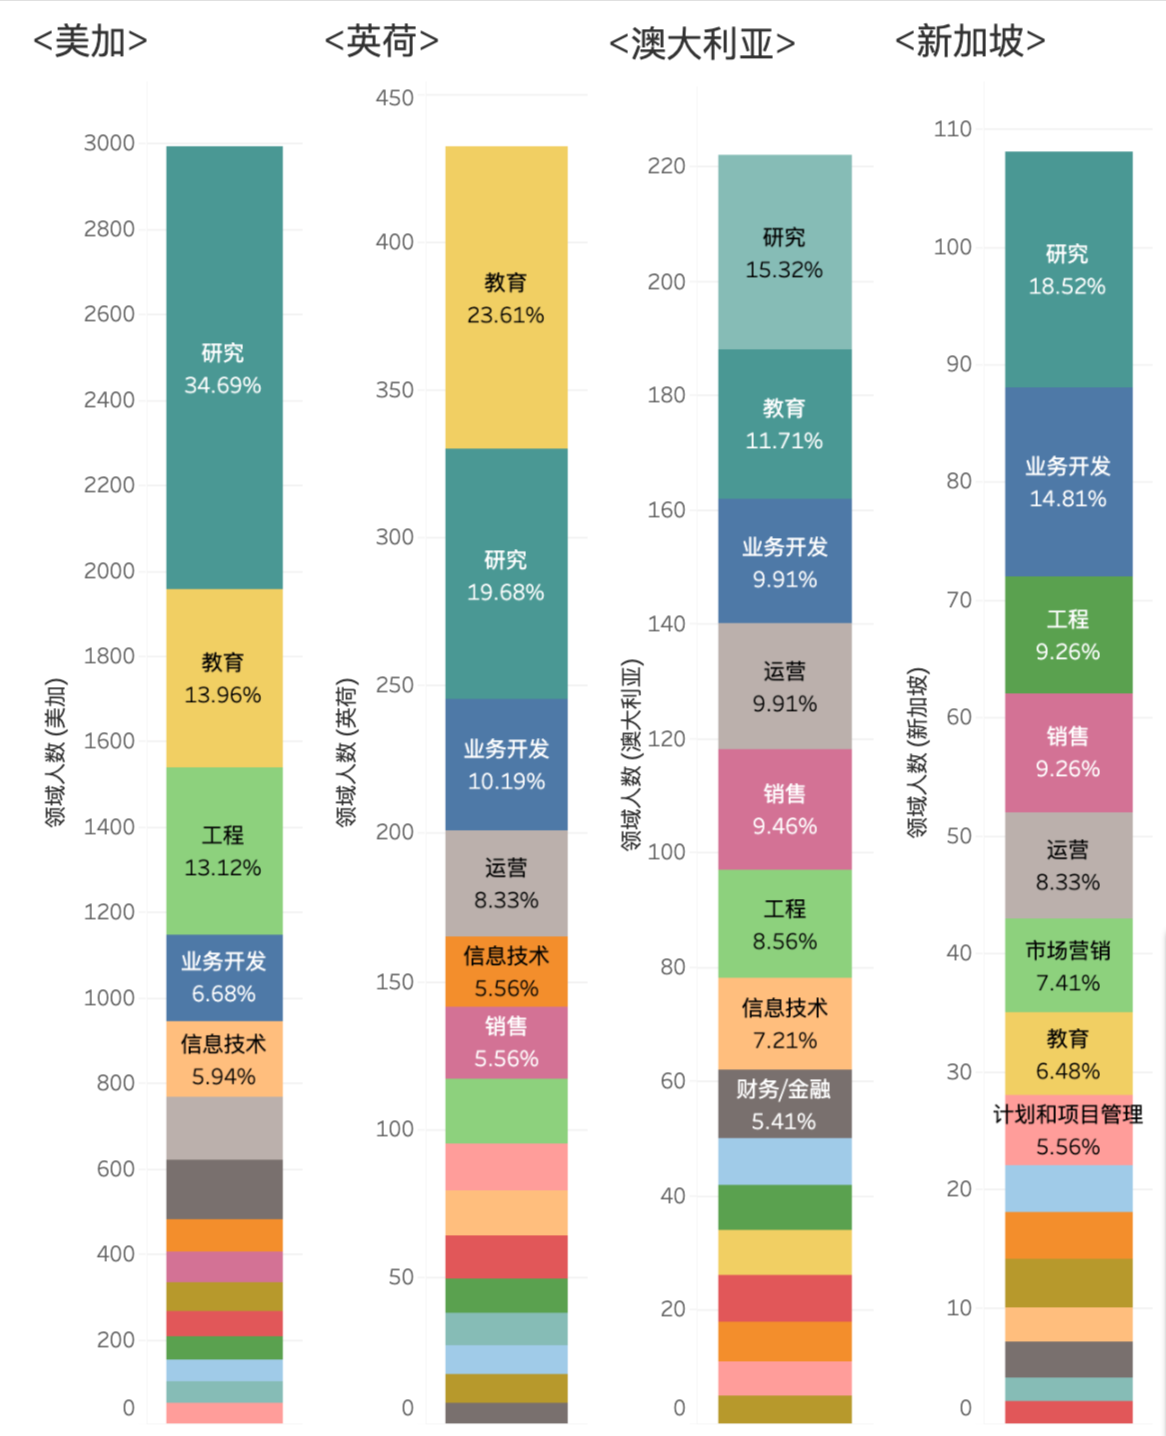 <美加>
3000
2800
2600
2400
2200
2000
1800
1600
1400
1200
1000
800
600
400
200
0
领域人数 (美加)
研究
34.69%
教育
13.96%
工程
13.12%
业务开发
6.68%
信息技术
5.94%
<英荷>
450
400
350
300
250
200
150
100
50
0
领域人数 (英荷)
教育
23.61%
研究
19.68%
业务开发
10.19%
运营
8.33%
信息技术
5.56%
销售
5.56%
<澳大利亚>
220
200
180
160
140
120
100
80
60
40
20
0
领域人数 (澳大利亚)
研究
15.32%
教育
11.71%
业务开发
9.91%
运营
9.91%
销售
9.46%
工程
8.56%
信息技术
7.21%
财务/金融
5.41%
<新加坡>
110
100
90
80
70
60
50
40
30
20
10
0
领域人数 (新加坡)
研究
18.52%
业务开发
14.81%
工程
9.26%
销售
9.26%
运营
8.33%
市场营销
7.41%
教育
6.48%
计划和项目管理
5.56%